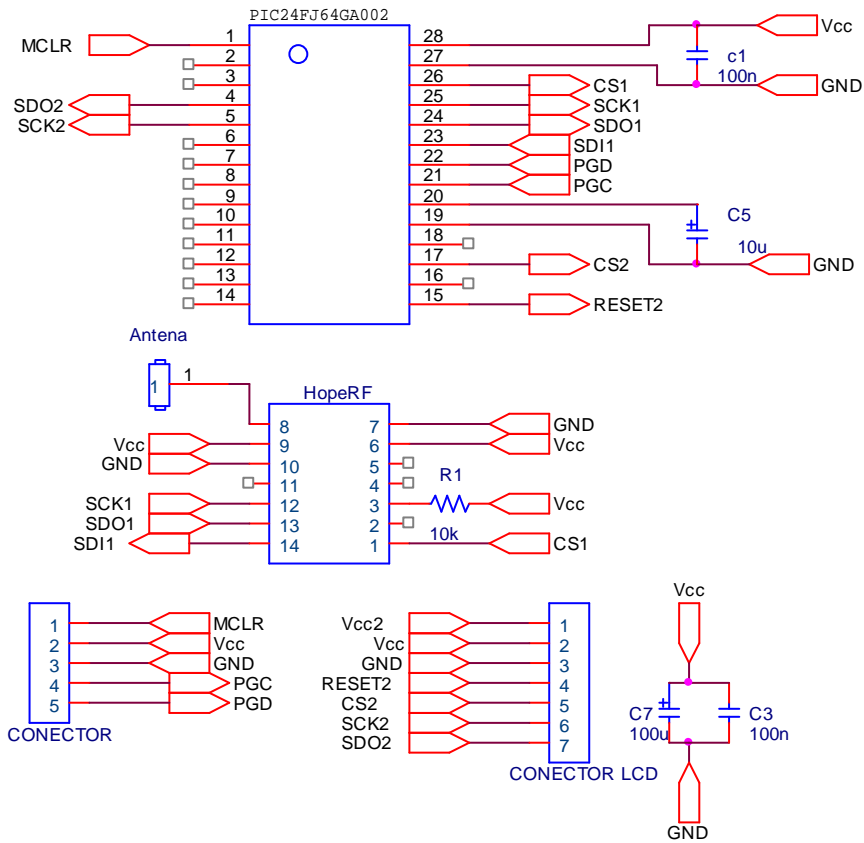 PIC24FJ64GA002
MCLR 1 28 Vcc
2 27 c1
3 26 CS1 100n GND
SDO2 4 25 SCK1
SCK2 5 24 SDO1
6 23 SDI1
7 22 PGD
8 21 PGC
9 20 C5
10 19
11 18 10u
12 17 CS2 GND
13 16
14 15 RESET2
Antena
1 1 HopeRF
8 7 GND
Vcc 9 6 Vcc
GND 10 5
11 4 R1
SCK1 12 3 Vcc
SDO1 13 2 10k
SDI1 14 1 CS1
1 MCLR
2 Vcc
3 GND
4 PGC
5 PGD
CONECTOR
Vcc2 1
Vcc 2
GND 3
RESET2 4
CS2 5
SCK2 6
SDO2 7
CONECTOR LCD
Vcc
C7 C3
100u 100n
GND